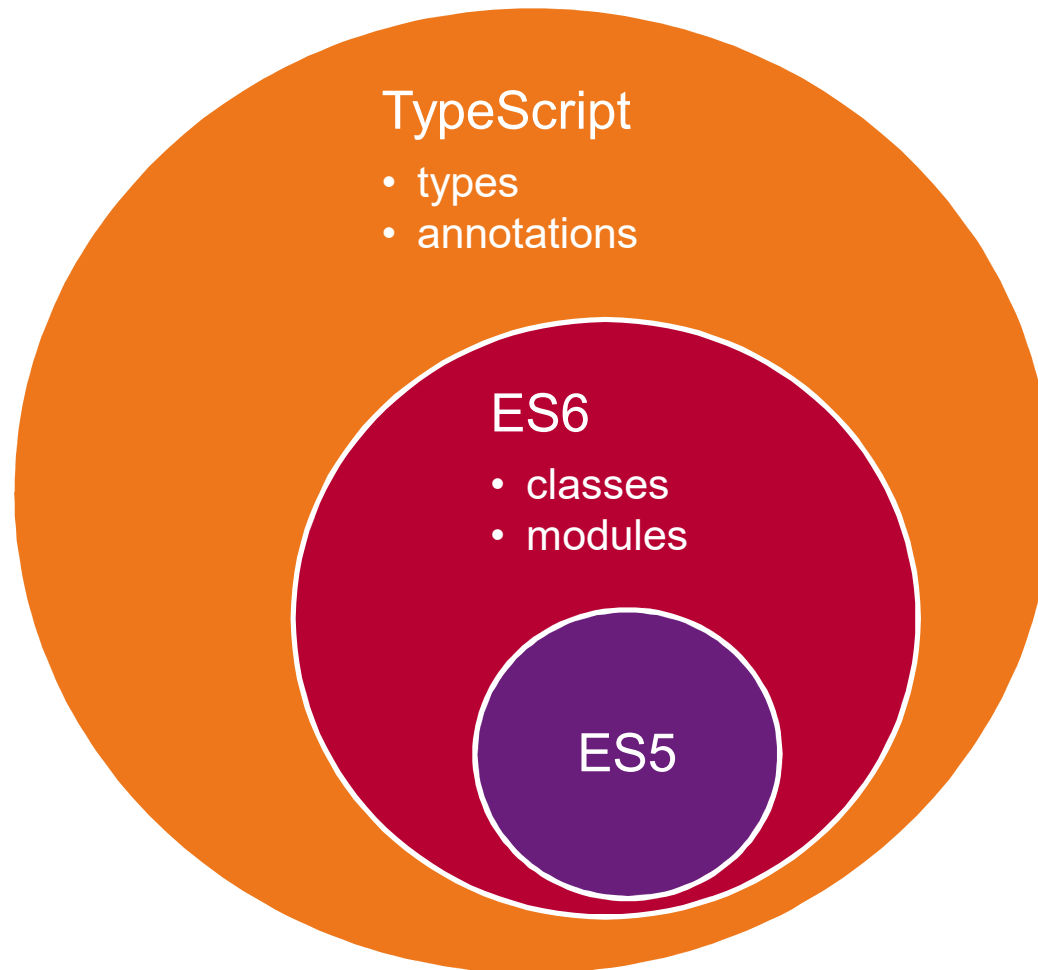 TypeScript
• types
• annotations
ES6
• classes
• modules
ES5